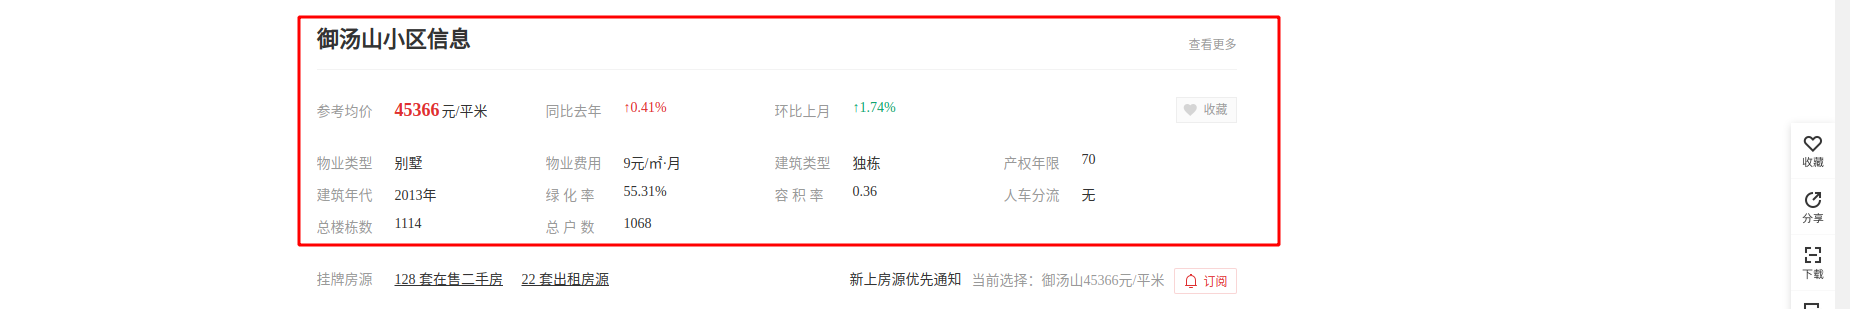 御汤山小区信息 查看更多
参考均价 45366 元/平米 同比去年 ↑0.41% 环比上月 ↑1.74% 收藏
物业类型 别墅 物业费用 9元/㎡·月 建筑类型 独栋 产权年限 70
建筑年代 2013年 绿 化 率 55.31% 容 积 率 0.36 人车分流 无
总楼栋数 1114 总 户 数 1068
挂牌房源 128 套在售二手房 22 套出租房源 新上房源优先通知 当前选择：御汤山45366元/平米 订阅
收藏
分享
下载